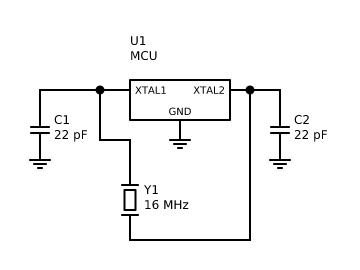 U1
MCU
XTAL1 XTAL2
GND
C1
22 pF
C2
22 pF
Y1
16 MHz